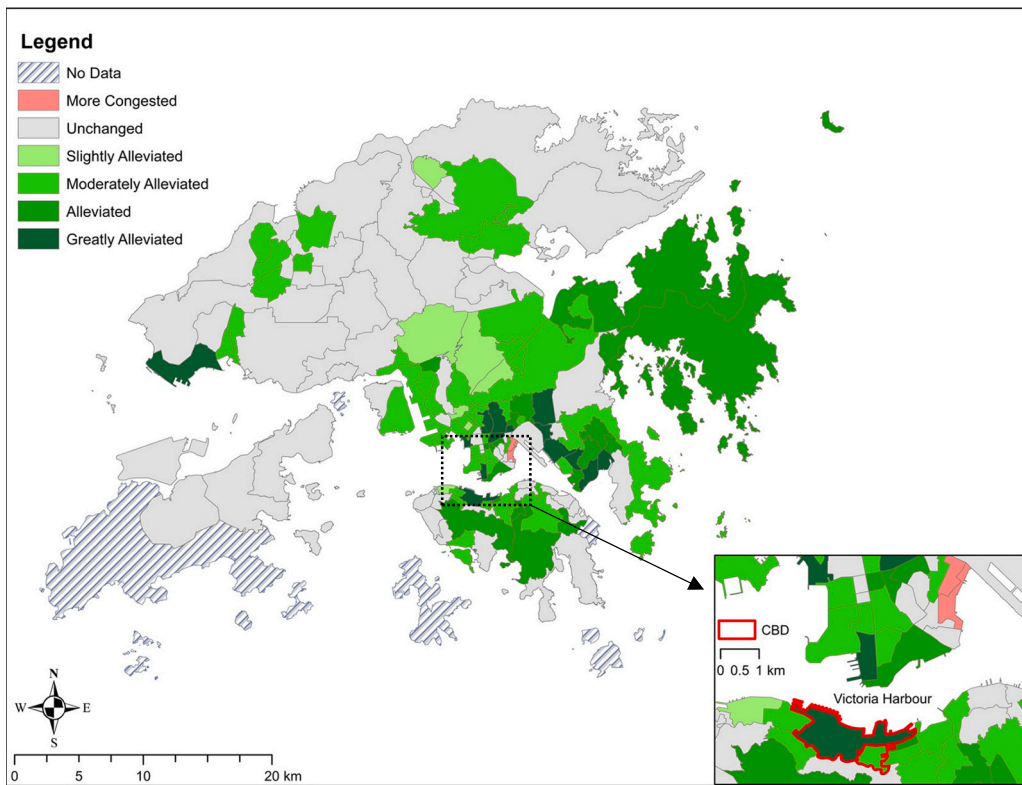 Legend
No Data
More Congested
Unchanged
Slightly Alleviated
Moderately Alleviated
Alleviated
Greatly Alleviated
CBD
0 0.5 1 km
Victoria Harbour
N
W E
S
0 5 10 20 km